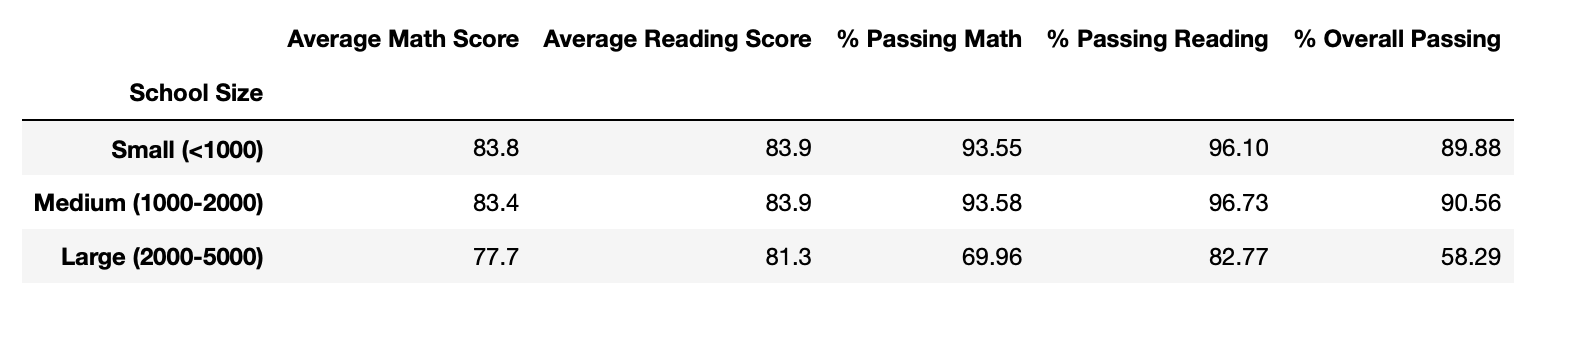 Average Math Score Average Reading Score % Passing Math % Passing Reading % Overall Passing
School Size
Small (<1000) 83.8 83.9 93.55 96.10 89.88
Medium (1000-2000) 83.4 83.9 93.58 96.73 90.56
Large (2000-5000) 77.7 81.3 69.96 82.77 58.29